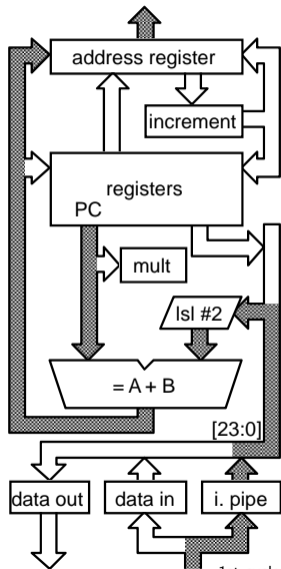 address register
increment
registers
PC
mult
lsl #2
= A + B
[23:0]
data out
data in
i. pipe